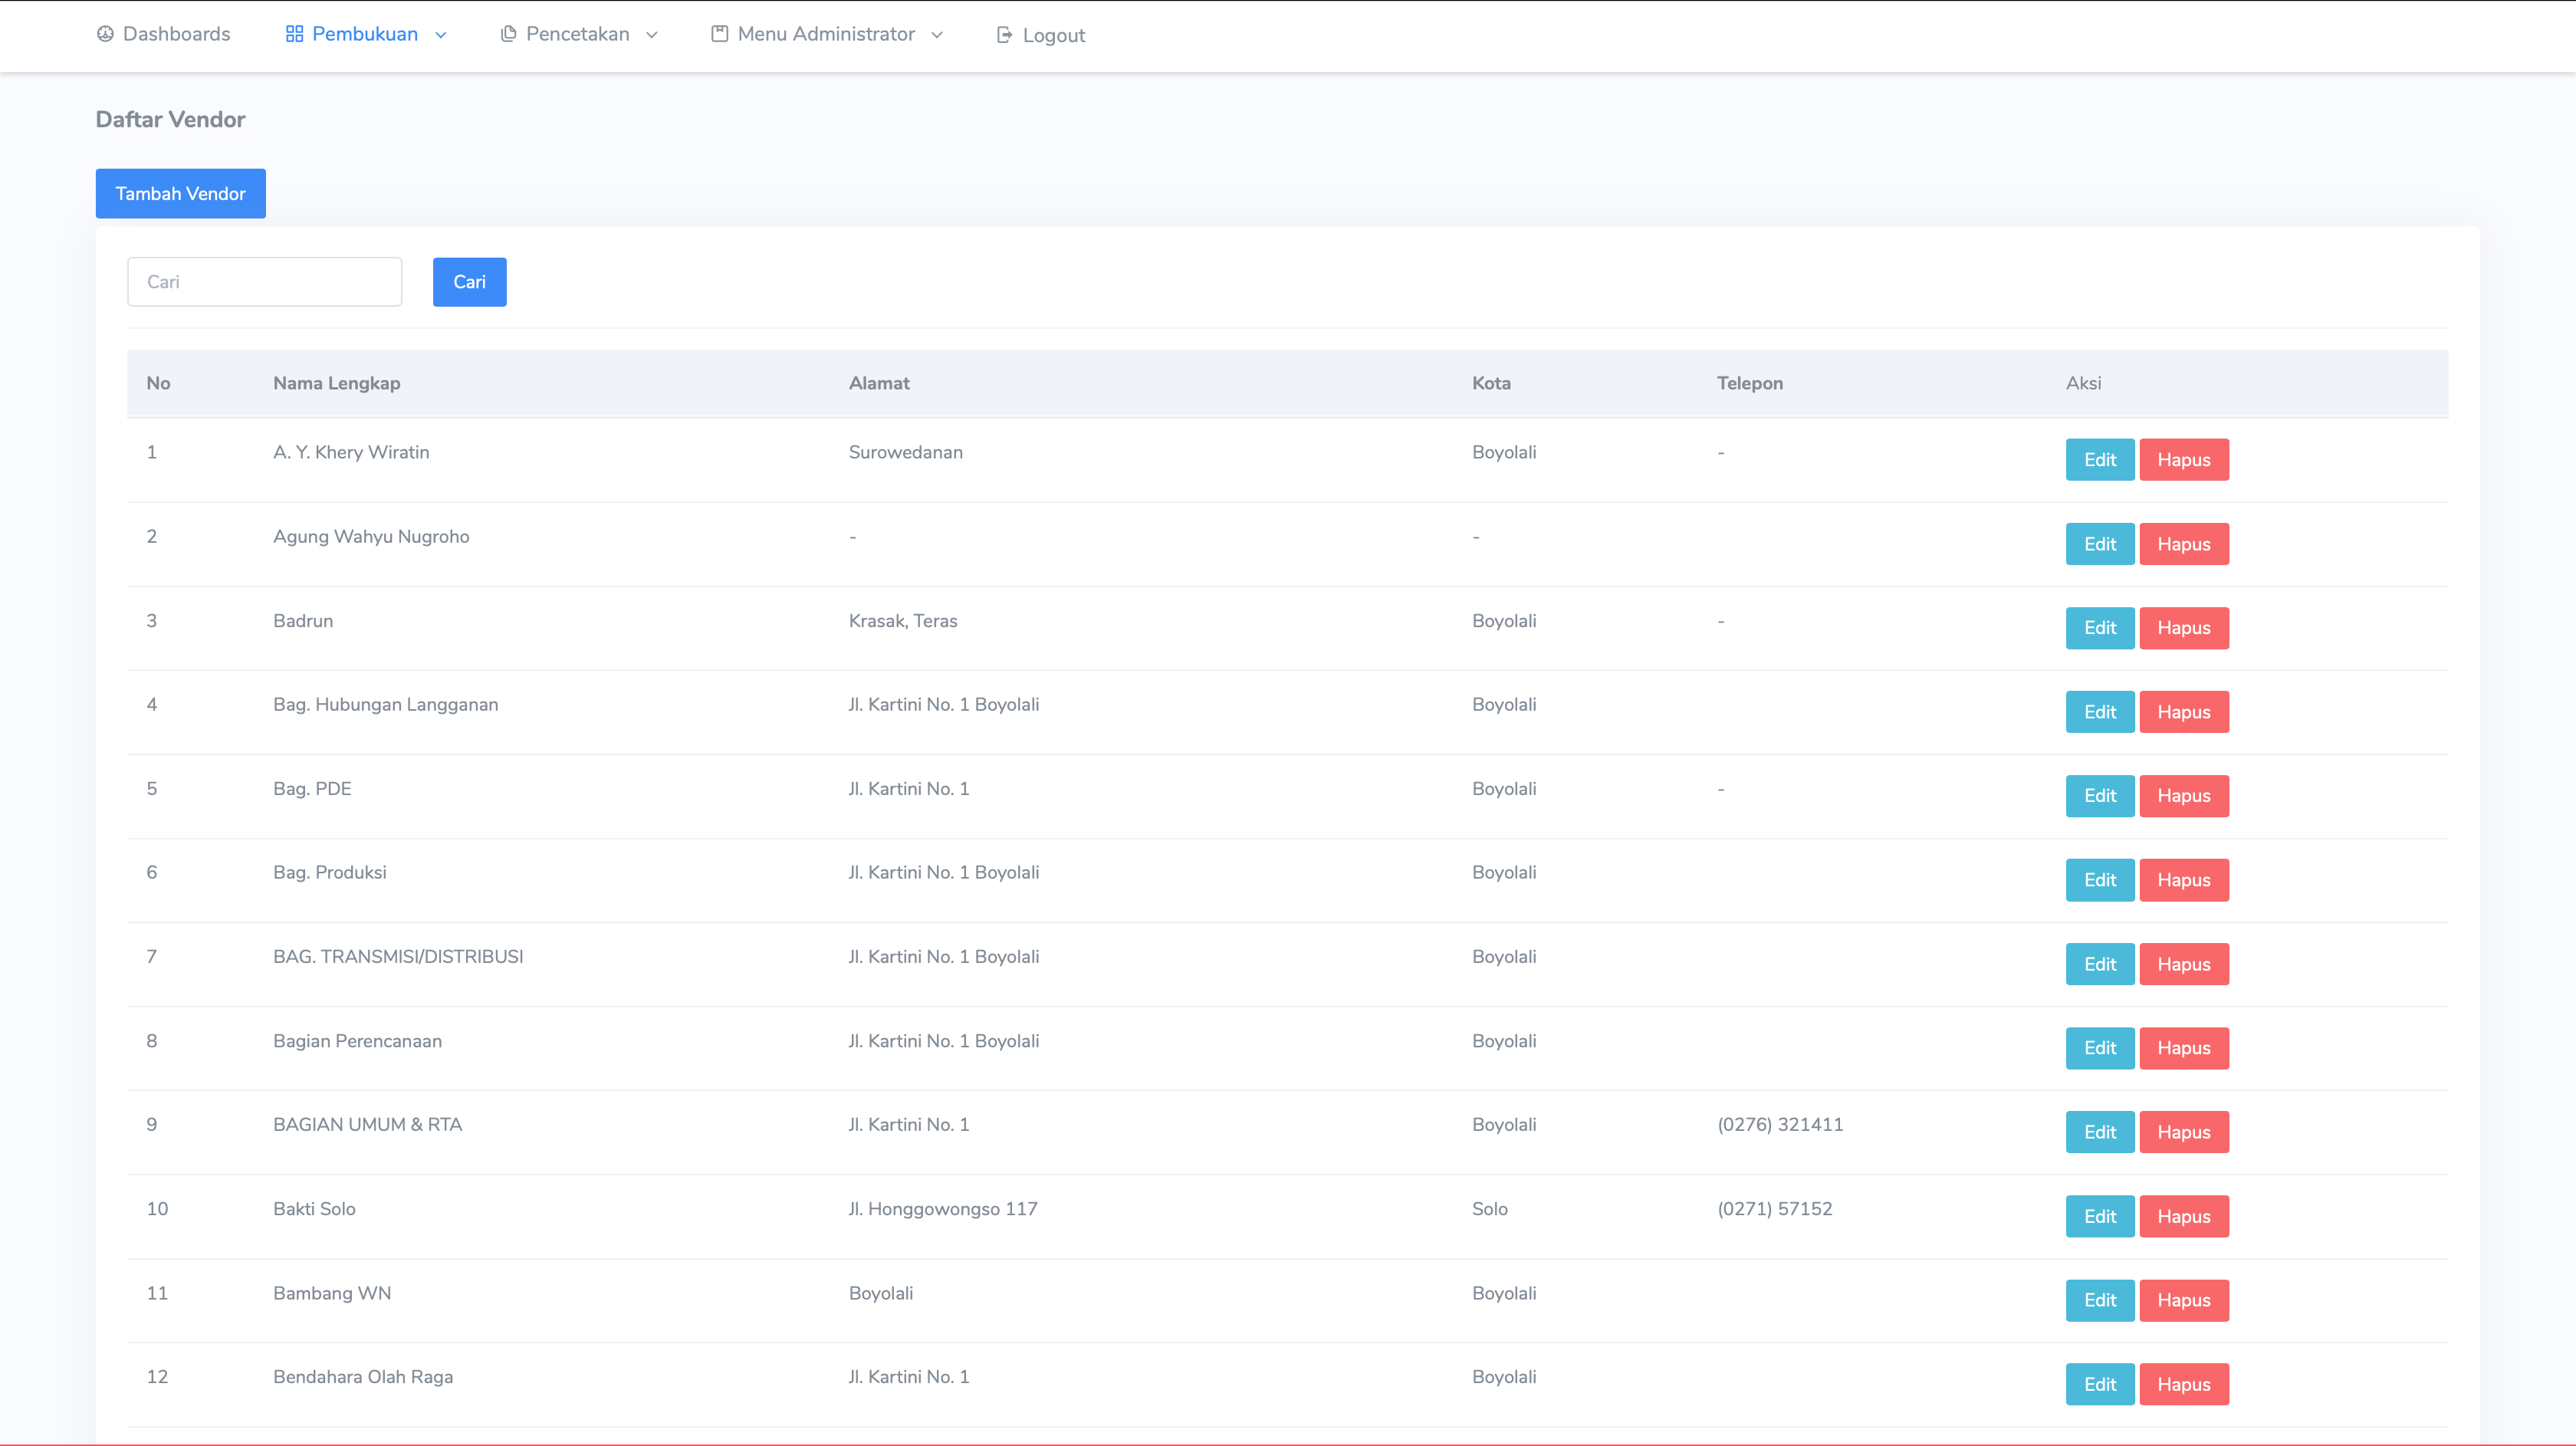 Dashboards Pembukuan Pencetakan Menu Administrator Logout
Daftar Vendor
Tambah Vendor
Cari Cari
No Nama Lengkap Alamat Kota Telepon Aksi
1 A. Y. Khery Wiratin Surowedanan Boyolali - Edit Hapus
2 Agung Wahyu Nugroho - - Edit Hapus
3 Badrun Krasak, Teras Boyolali - Edit Hapus
4 Bag. Hubungan Langganan Jl. Kartini No. 1 Boyolali Boyolali Edit Hapus
5 Bag. PDE Jl. Kartini No. 1 Boyolali - Edit Hapus
6 Bag. Produksi Jl. Kartini No. 1 Boyolali Boyolali Edit Hapus
7 BAG. TRANSMISI/DISTRIBUSI Jl. Kartini No. 1 Boyolali Boyolali Edit Hapus
8 Bagian Perencanaan Jl. Kartini No. 1 Boyolali Boyolali Edit Hapus
9 BAGIAN UMUM & RTA Jl. Kartini No. 1 Boyolali (0276) 321411 Edit Hapus
10 Bakti Solo Jl. Honggowongso 117 Solo (0271) 57152 Edit Hapus
11 Bambang WN Boyolali Boyolali Edit Hapus
12 Bendahara Olah Raga Jl. Kartini No. 1 Boyolali Edit Hapus